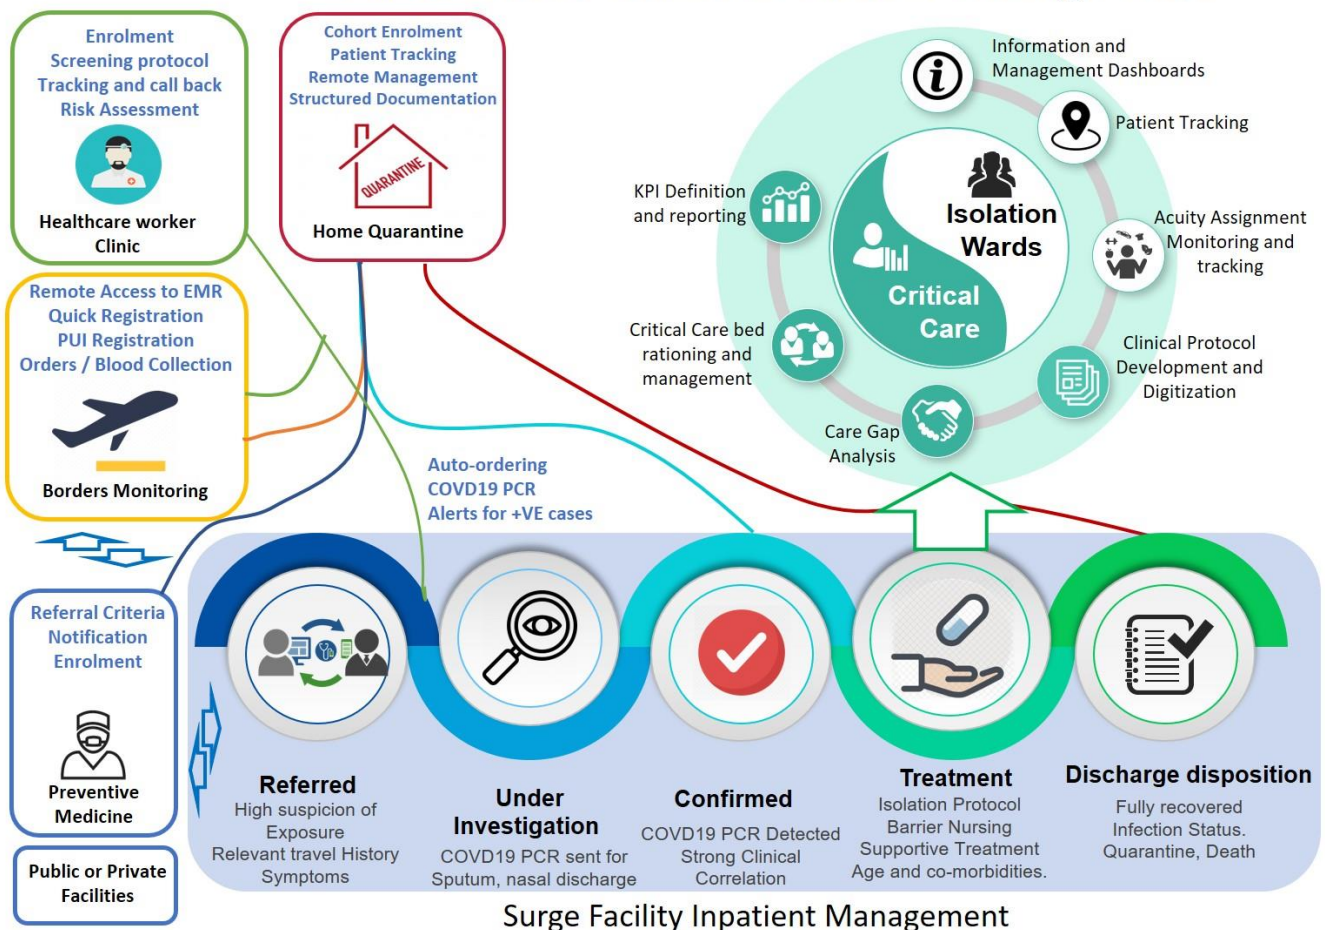 Enrolment
Screening protocol
Tracking and call back
Risk Assessment
Healthcare worker
Clinic
Cohort Enrolment
Patient Tracking
Remote Management
Structured Documentation
QUARANTINE
Home Quarantine
Information and
Management Dashboards
Patient Tracking
Acuity Assignment
Monitoring and
tracking
Clinical Protocol
Development and
Digitization
Care Gap
Analysis
Critical Care bed
rationing and
management
KPI Definition
and reporting
Isolation
Wards
Critical
Care
Remote Access to EMR
Quick Registration
PUI Registration
Orders / Blood Collection
Borders Monitoring
Auto-ordering
COVD19 PCR
Alerts for +VE cases
Referral Criteria
Notification
Enrolment
Preventive
Medicine
Public or Private
Facilities
Referred
High suspicion of
Exposure
Relevant travel History
Symptoms
Under
Investigation
COVD19 PCR sent for
Sputum, nasal discharge
Confirmed
COVD19 PCR Detected
Strong Clinical
Correlation
Treatment
Isolation Protocol
Barrier Nursing
Supportive Treatment
Age and co-morbidities.
Discharge disposition
Fully recovered
Infection Status.
Quarantine, Death
Surge Facility Inpatient Management